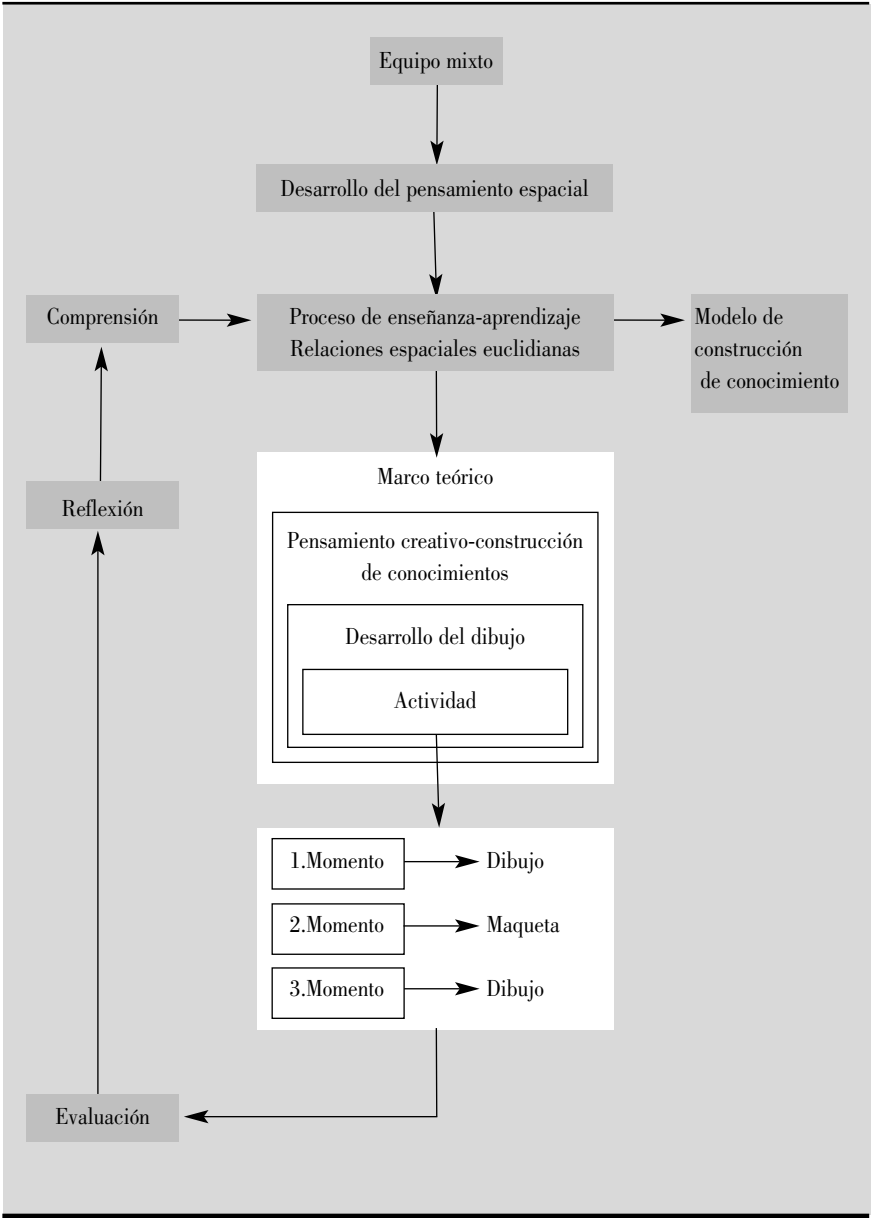 Equipo mixto
Desarrollo del pensamiento espacial
Comprensión
Proceso de enseñanza-aprendizaje
Relaciones espaciales euclidianas
Modelo de
construcción
de conocimiento
Marco teórico
Reflexión
Pensamiento creativo-construcción
de conocimientos
Desarrollo del dibujo
Actividad
1.Momento
Dibujo
2.Momento
Maqueta
3.Momento
Dibujo
Evaluación